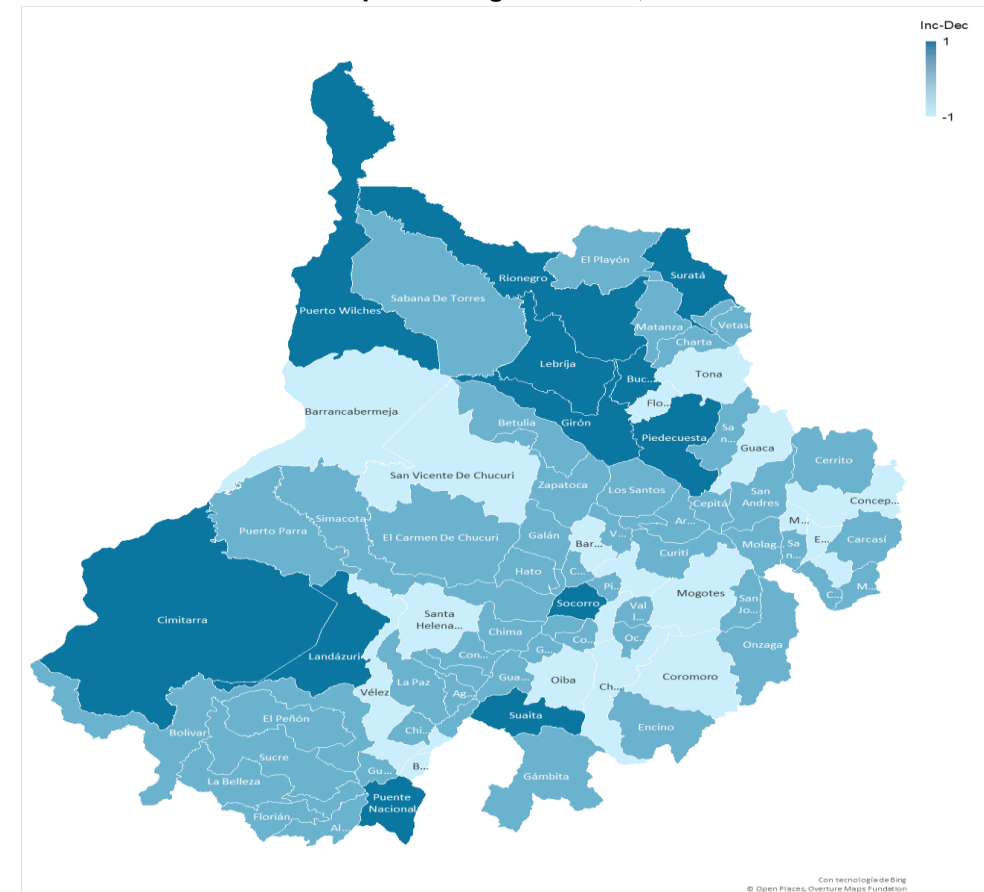 Inc-Dec
1
-1
El Playón
Suratá
Rionegro
Sabana De Torres
Puerto Wilches
Matanza
Vetas
Charta
Lebrija
Tona
Buc...
Flo...
Barrancabermeja
Betulia
Girón
Piedecuesta
Sa
n...
Guaca
Cerrito
San Vicente De Chucuri
Zapatoca
Los Santos
Cepitá
San
Andres
Concep...
Puerto Parra
Simacota
El Carmen De Chucuri
Galán
Bar...
V...
Ar...
Curití
Molag...
M...
Sa
n...
E...
Carcasí
Hato
C...
Pi...
Mogotes
C...
M...
Cimitarra
Santa
Helena...
Socorro
Val
l...
San
Jo...
Chima
Co...
Oc...
Onzaga
Landázuri
Con...
G...
Vélez
La Paz
Ag...
Gua...
Oiba
Ch...
Coromoro
El Peñón
Bolivar
Chi...
Suaita
Encino
Sucre
Gu...
B...
La Belleza
Gámbita
Puente
Nacional
Florián
Al...
Con tecnología de Bing
© Open Places, Overture Maps Fundation